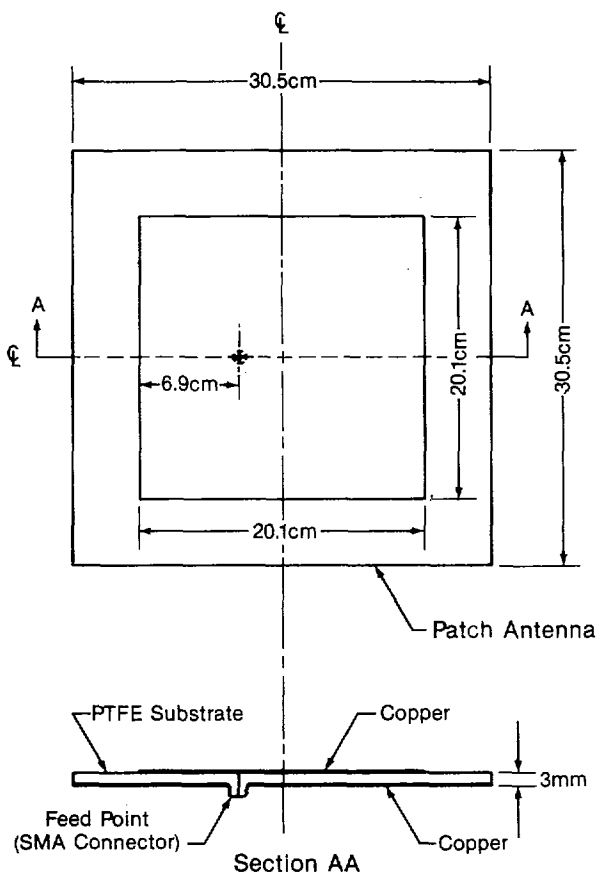 ℄
30.5cm
A
A
℄
6.9cm
20.1cm
30.5cm
20.1cm
Patch Antenna
PTFE Substrate
Copper
3mm
Feed Point
(SMA Connector)
Copper
Section AA